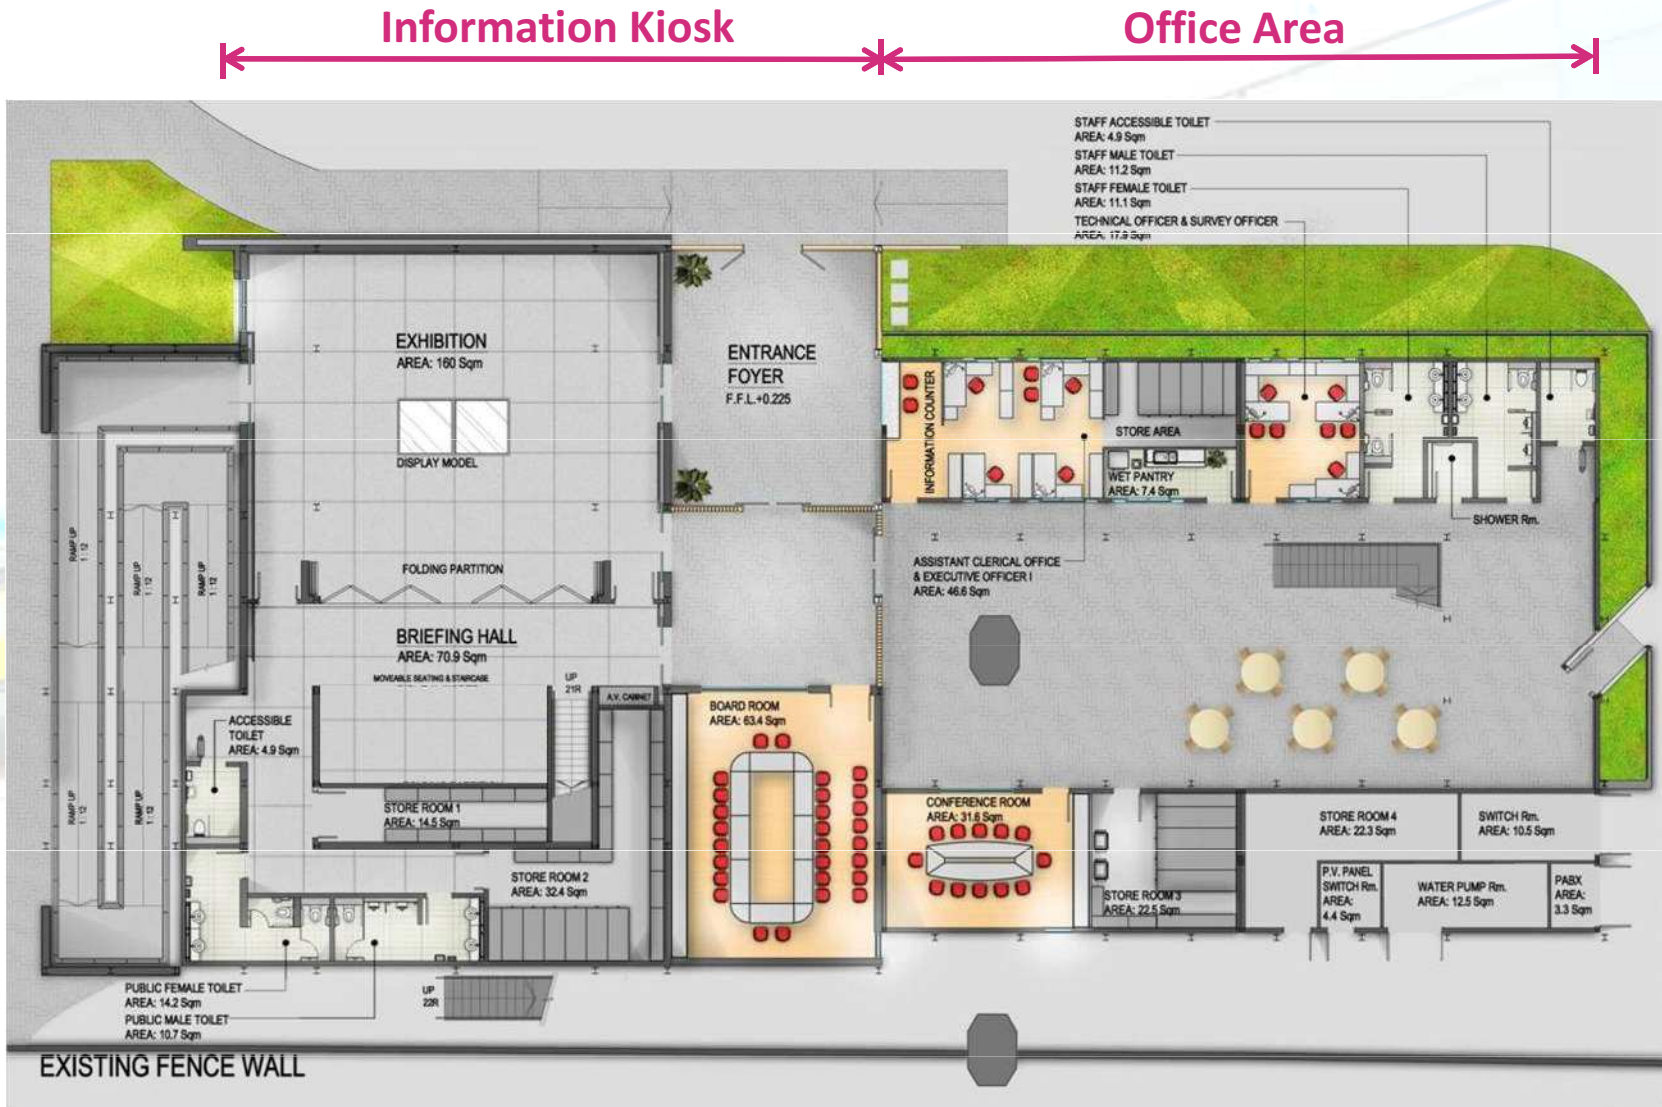 Information Kiosk
Office Area
STAFF ACCESSIBLE TOILET
AREA: 4.9 Sqm
STAFF MALE TOILET
AREA: 11.2 Sqm
STAFF FEMALE TOILET
AREA: 11.1 Sqm
TECHNICAL OFFICER & SURVEY OFFICER
AREA: 17.9 Sqm
EXHIBITION
AREA: 160 Sqm
DISPLAY MODEL
ENTRANCE
FOYER
F.F.L.+0.225
INFORMATION COUNTER
STORE AREA
WET PANTRY
AREA: 7.4 Sqm
SHOWER Rm.
ASSISTANT CLERICAL OFFICE
& EXECUTIVE OFFICER I
AREA: 46.6 Sqm
RAMP UP
1 : 12
RAMP UP
1 : 12
RAMP UP
1 : 12
FOLDING PARTITION
BRIEFING HALL
AREA: 70.9 Sqm
MOVEABLE SEATING & STAIRCASE
UP
21R
A.V. CABINET
ACCESSIBLE
TOILET
AREA: 4.9 Sqm
BOARD ROOM
AREA: 63.4 Sqm
RAMP UP
1 : 12
RAMP UP
1 : 12
STORE ROOM 1
AREA: 14.5 Sqm
CONFERENCE ROOM
AREA: 31.6 Sqm
STORE ROOM 4
AREA: 22.3 Sqm
SWITCH Rm.
AREA: 10.5 Sqm
STORE ROOM 2
AREA: 32.4 Sqm
STORE ROOM 3
AREA: 22.5 Sqm
P.V. PANEL
SWITCH Rm.
AREA:
4.4 Sqm
WATER PUMP Rm.
AREA: 12.5 Sqm
PABX
AREA:
3.3 Sqm
PUBLIC FEMALE TOILET
AREA: 14.2 Sqm
PUBLIC MALE TOILET
AREA: 10.7 Sqm
UP
22R
EXISTING FENCE WALL